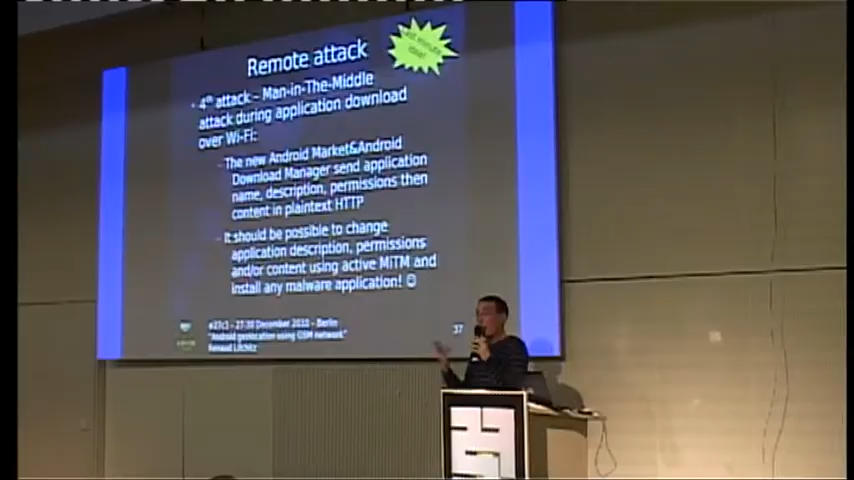 Remote attack
4th attack – Man-in-The-Middle
attack during application download
over Wi-Fi:
The new Android Market&Android
Download Manager send application
name, description, permissions then
content in plaintext HTTP
It should be possible to change
application description, permissions
and/or content using active MiTM and
install any malware application! ☺
27-30 December 2010 - Berlin
"Android geolocation using GSM network"
Renaud Lifchitz
37